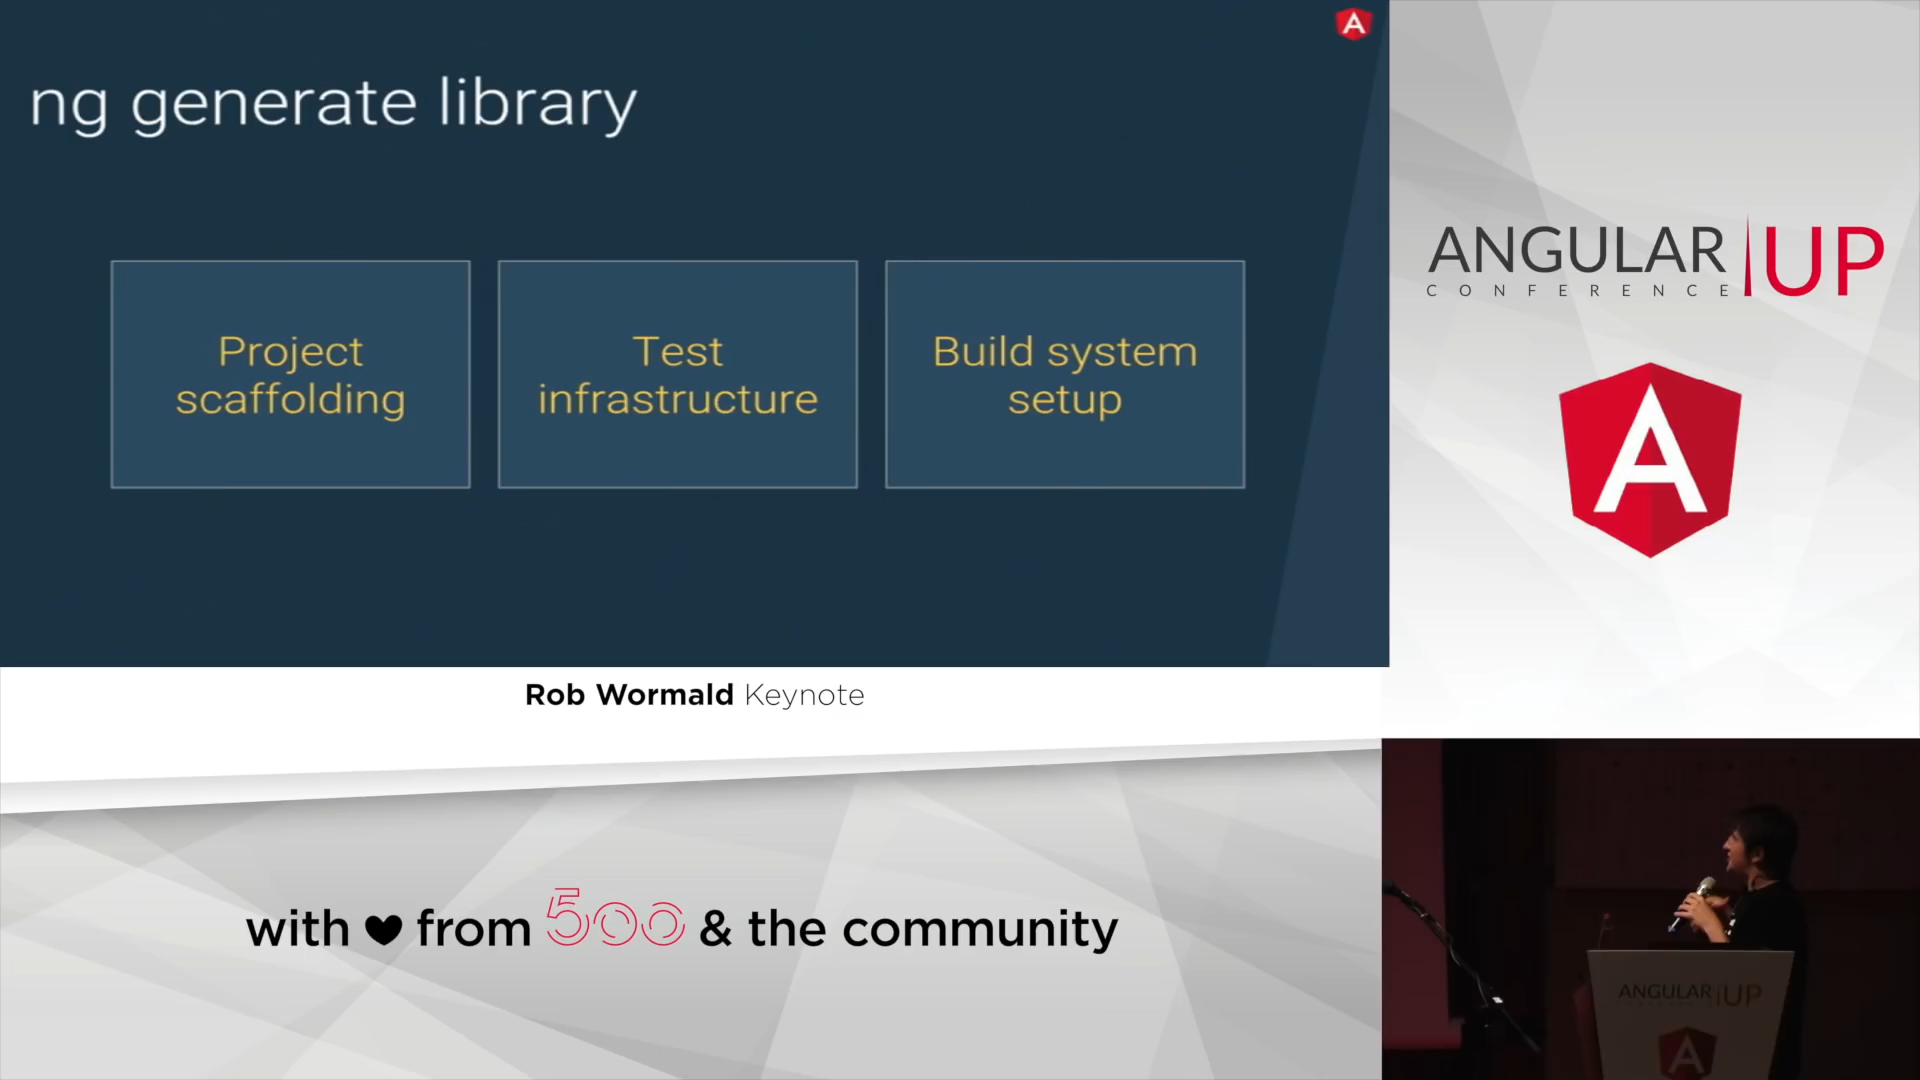 ng generate library
Project
scaffolding
Test
infrastructure
Build system
setup
Rob Wormald Keynote
with ♥ from 500 & the community
ANGULAR UP
CONFERENCE
ANGULAR UP